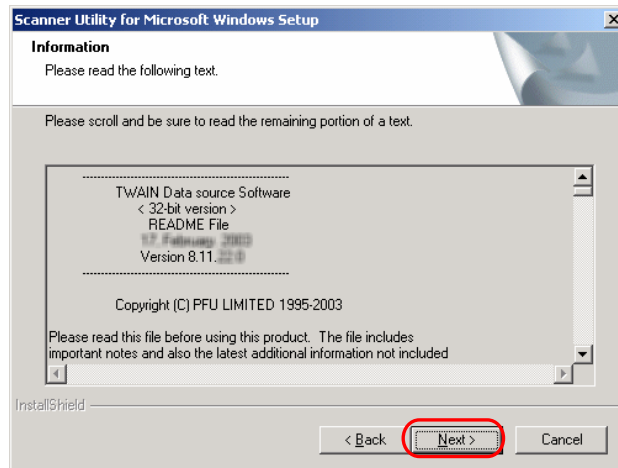 Scanner Utility for Microsoft Windows Setup
Information
Please read the following text.
Please scroll and be sure to read the remaining portion of a text.
------------------------------------------------------
TWAIN Data source Software
< 32-bit version >
README File
Version 8.11.
------------------------------------------------------
Copyright (C) PFU LIMITED 1995-2003
Please read this file before using this product. The file includes
important notes and also the latest additional information not included
InstallShield
< Back Next > Cancel